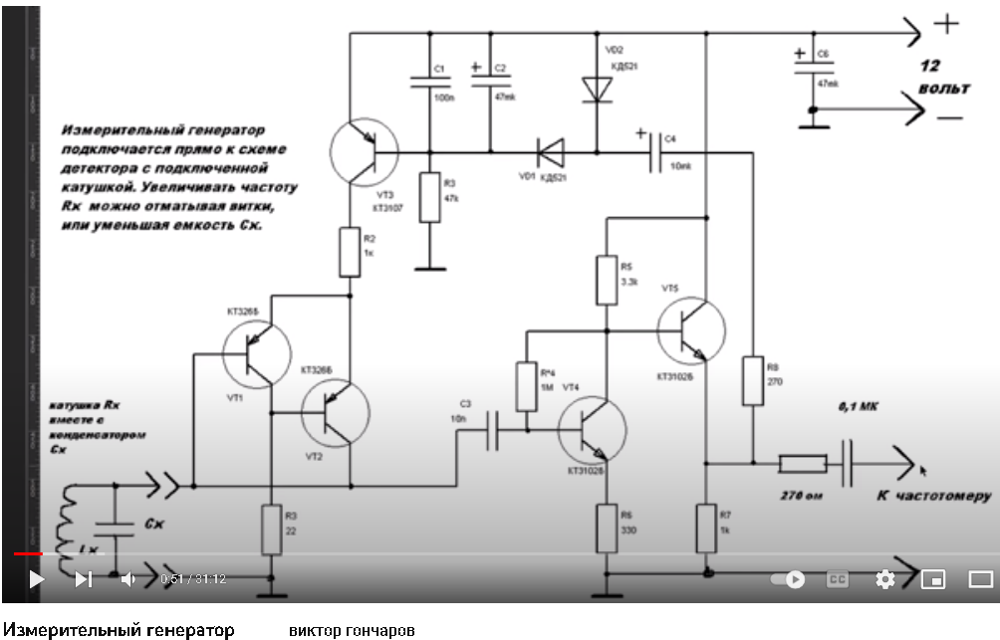 +
VD2
КД521
C1
100n
+
C2
47mk
+
C6
47mk
12
вольт
—
Измерительный генератор
подключается прямо к схеме
детектора с подключенной
катушкой. Увеличивать частоту
Rx можно отматывая витки,
или уменьшая емкость Cx.
VT3
КТ3107
R3
47k
VD1 КД521
+
C4
10mk
R2
1к
R5
3.3k
VT5
КТ3102Б
КТ326Б
VT1
КТ326Б
VT2
R*4
1М
VT4
КТ3102В
R8
270
0,1 МК
катушка Rx
вместе с
конденсатором
Cx
C3
10n
270 ом
К частотомеру
Cx
Lx
R3
22
R6
330
R7
1k
0:51 / 31:12
CC
Измерительный генератор виктор гончаров